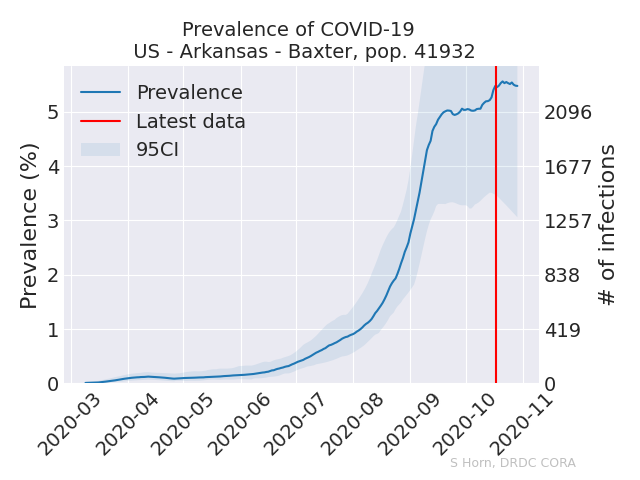 Prevalence of COVID-19
US - Arkansas - Baxter, pop. 41932
Prevalence
Latest data
95CI
Prevalence (%)
5
4
3
2
1
0
2096
1677
1257
838
419
0
# of infections
2020-03
2020-04
2020-05
2020-06
2020-07
2020-08
2020-09
2020-10
2020-11
S Horn, DRDC CORA